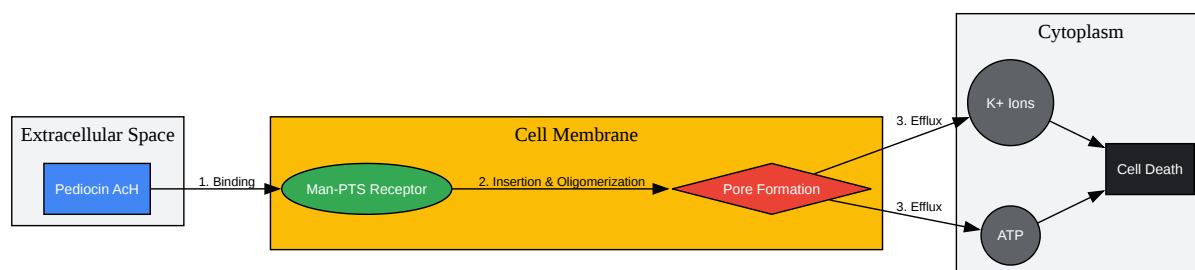 Extracellular Space
Pediocin AcH
1. Binding
Cell Membrane
Man-PTS Receptor
2. Insertion & Oligomerization
Pore Formation
3. Efflux
3. Efflux
Cytoplasm
K+ Ions
ATP
Cell Death